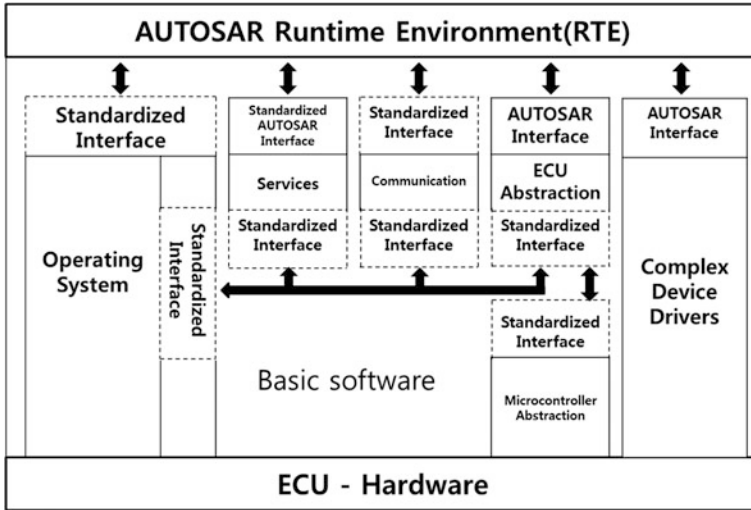 AUTOSAR Runtime Environment(RTE)
Standardized
Interface
Standardized
AUTOSAR
Interface
Standardized
Interface
AUTOSAR
Interface
AUTOSAR
Interface
Services
Communication
ECU
Abstraction
Operating
System
Standardized
Interface
Standardized
Interface
Standardized
Interface
Standardized
Interface
Complex
Device
Drivers
Standardized
Interface
Basic software
Microcontroller
Abstraction
ECU - Hardware